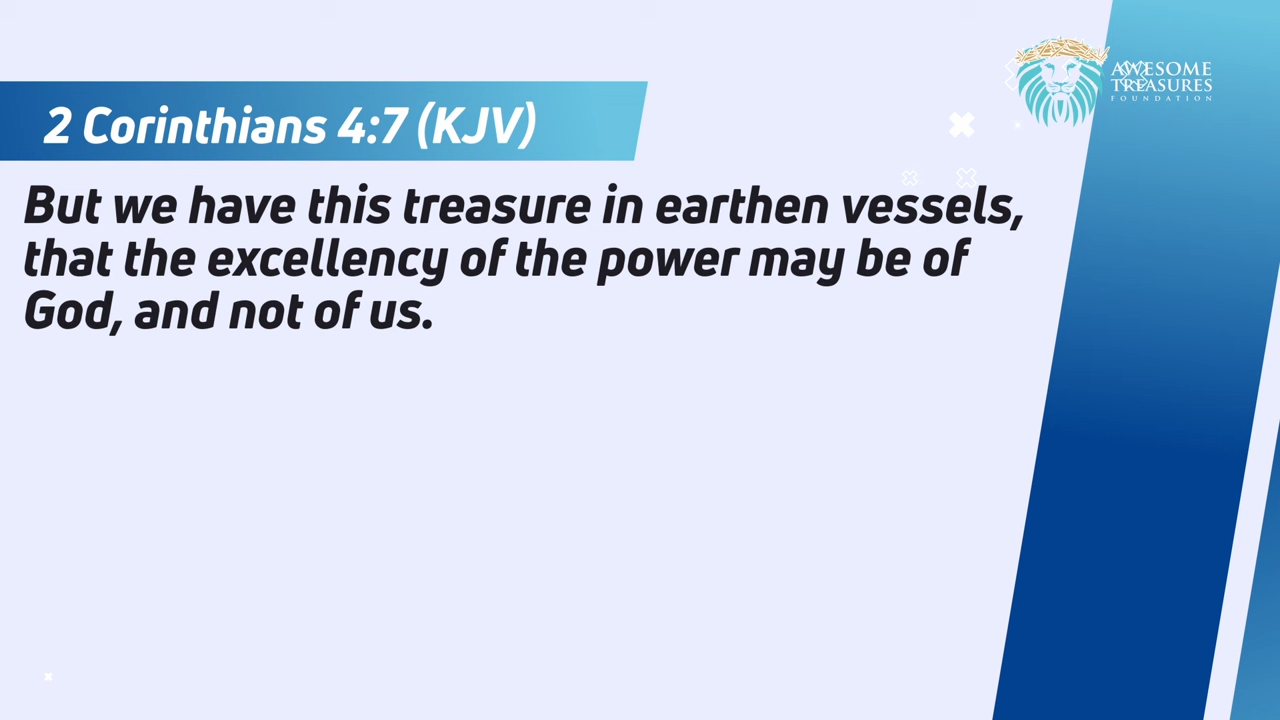 AWESOME
TREASURES
FOUNDATION
2 Corinthians 4:7 (KJV)
But we have this treasure in earthen vessels,
that the excellency of the power may be of
God, and not of us.